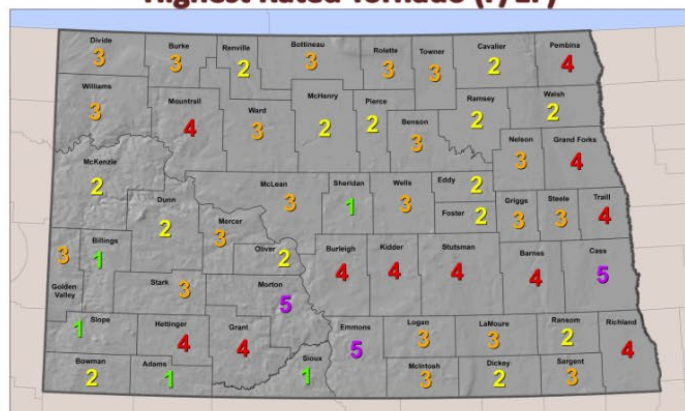 Highest Rated Tornado (F/EF)
Divide
3
Burke
3
Renville
2
Bottineau
3
Rolette
3
Towner
3
Cavalier
2
Pembina
4
Williams
3
Mountrail
4
Ward
3
McHenry
2
Pierce
2
Benson
3
Ramsey
2
Walsh
2
Nelson
3
Grand Forks
4
McKenzie
2
Dunn
2
Mercer
3
McLean
3
Sheridan
1
Wells
3
Eddy 2
Foster 2
Griggs
3
Steele
3
Traill
4
Golden
Valley
3
Billings
1
Stark 3
Oliver
2
Morton
5
Burleigh
4
Kidder
4
Stutsman
4
Barnes
4
Cass
5
Slope
1
Hettinger
4
Grant
4
Sioux
1
Emmons
5
Logan
3
LaMoure
3
Ransom
2
Richland
4
Bowman
2
Adams
1
McIntosh
3
Dickey
2
Sargent
3